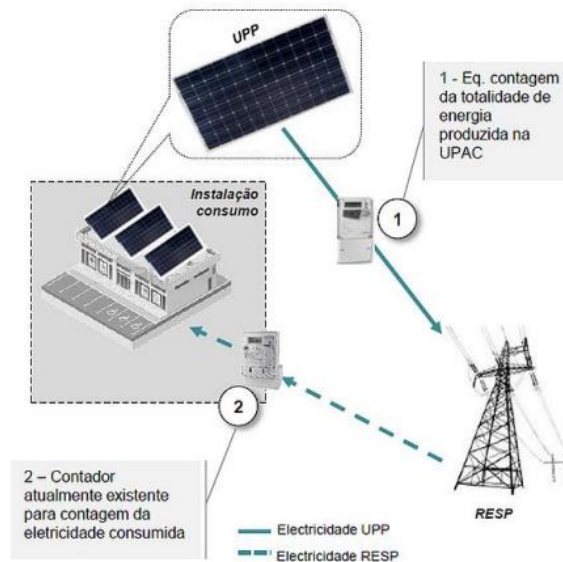 UPP
1 - Eq. contagem
da totalidade de
energia
produzida na
UPAC
Instalação
consumo
1
2
2 – Contador
atualmente existente
para contagem da
eletricidade consumida
RESP
Electricidade UPP
Electricidade RESP